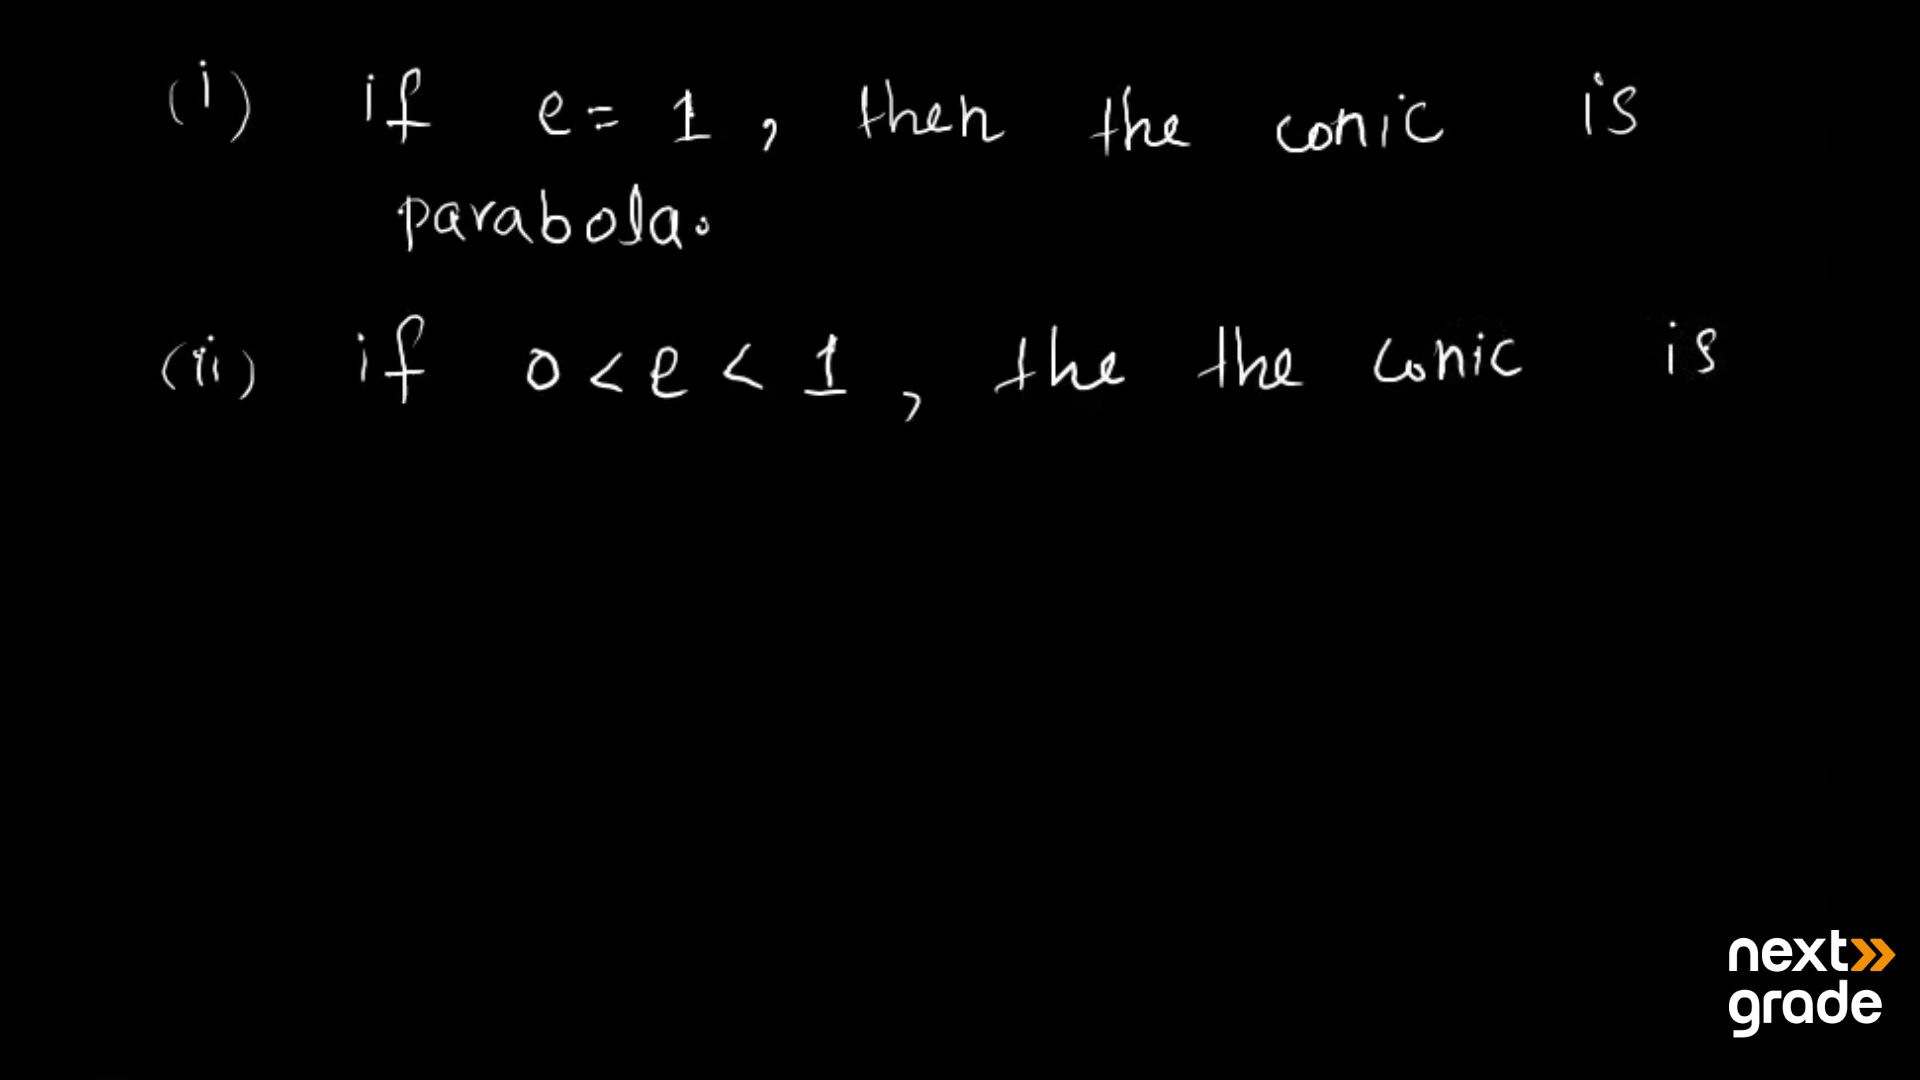 (i) if e = 1, then the conic is
parabola.
(ii) if 0 < e < 1, the the conic is
next
grade